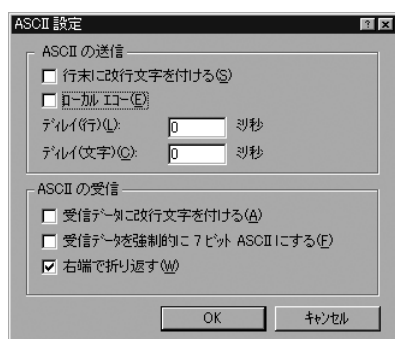 ASCII 設定
ASCII の送信
行末に改行文字を付ける(S)
ﾛｰｶﾙ ｴｺｰ(E)
ﾃﾞｨﾚｲ(行)(L): 0 ﾐﾘ秒
ﾃﾞｨﾚｲ(文字)(C): 0 ﾐﾘ秒
ASCII の受信
受信ﾃﾞｰﾀに改行文字を付ける(A)
受信ﾃﾞｰﾀを強制的に 7 ﾋﾞｯﾄ ASCII にする(F)
右端で折り返す(W)
OK ｷｬﾝｾﾙ